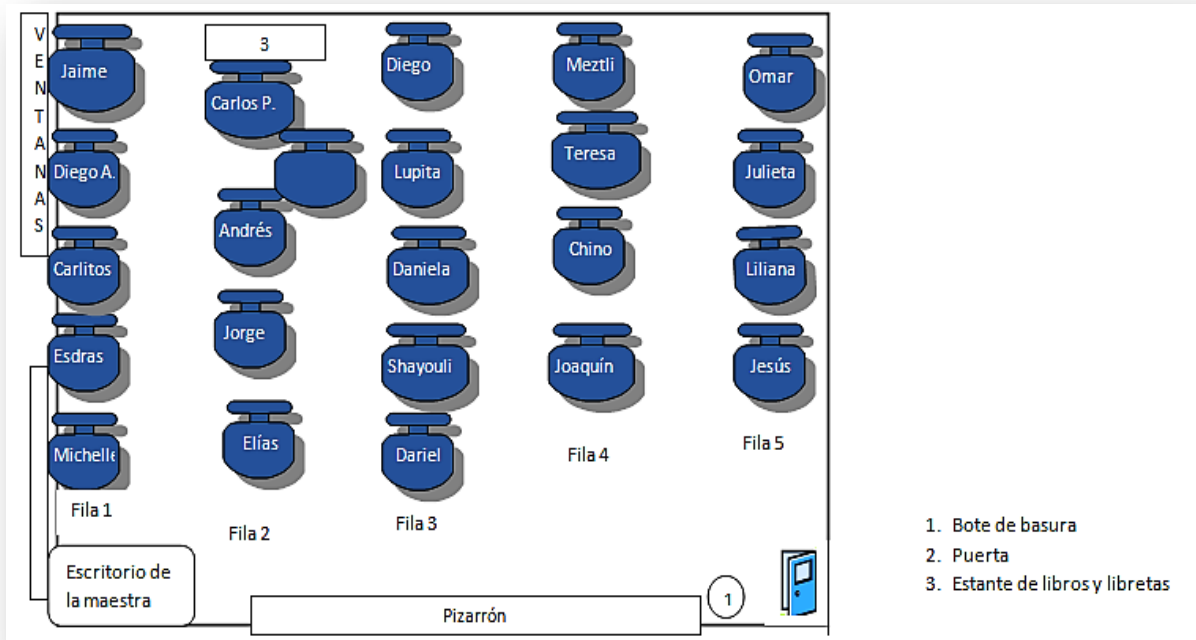 VENTANAS
3
Jaime
Carlos P.
Diego
Meztli
Omar
Diego A.
Lupita
Teresa
Julieta
Carlitos
Andrés
Daniela
Chino
Liliana
Esdras
Jorge
Shayouli
Joaquín
Jesús
Michelle
Elías
Dariel
Fila 1
Fila 2
Fila 3
Fila 4
Fila 5
Escritorio de
la maestra
Pizarrón
1
1. Bote de basura
2. Puerta
3. Estante de libros y libretas